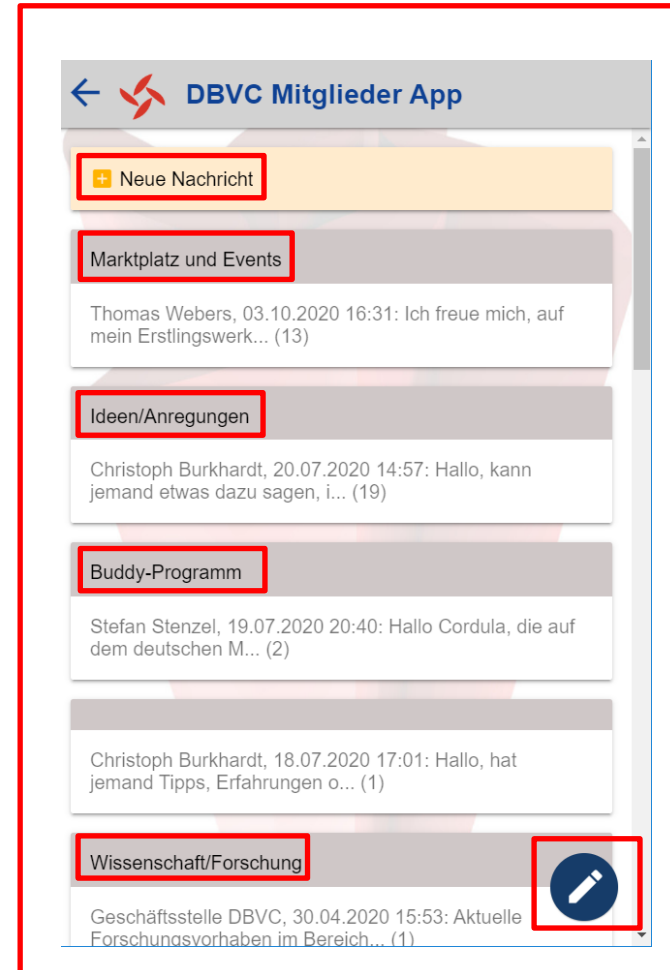 DBVC Mitglieder App
Neue Nachricht
Marktplatz und Events
Thomas Webers, 03.10.2020 16:31: Ich freue mich, auf
mein Erstlingswerk... (13)
Ideen/Anregungen
Christoph Burkhardt, 20.07.2020 14:57: Hallo, kann
jemand etwas dazu sagen, i... (19)
Buddy-Programm
Stefan Stenzel, 19.07.2020 20:40: Hallo Cordula, die auf
dem deutschen M... (2)
Christoph Burkhardt, 18.07.2020 17:01: Hallo, hat
jemand Tipps, Erfahrungen o... (1)
Wissenschaft/Forschung
Geschäftsstelle DBVC, 30.04.2020 15:53: Aktuelle
Forschungsvorhaben im Bereich... (1)